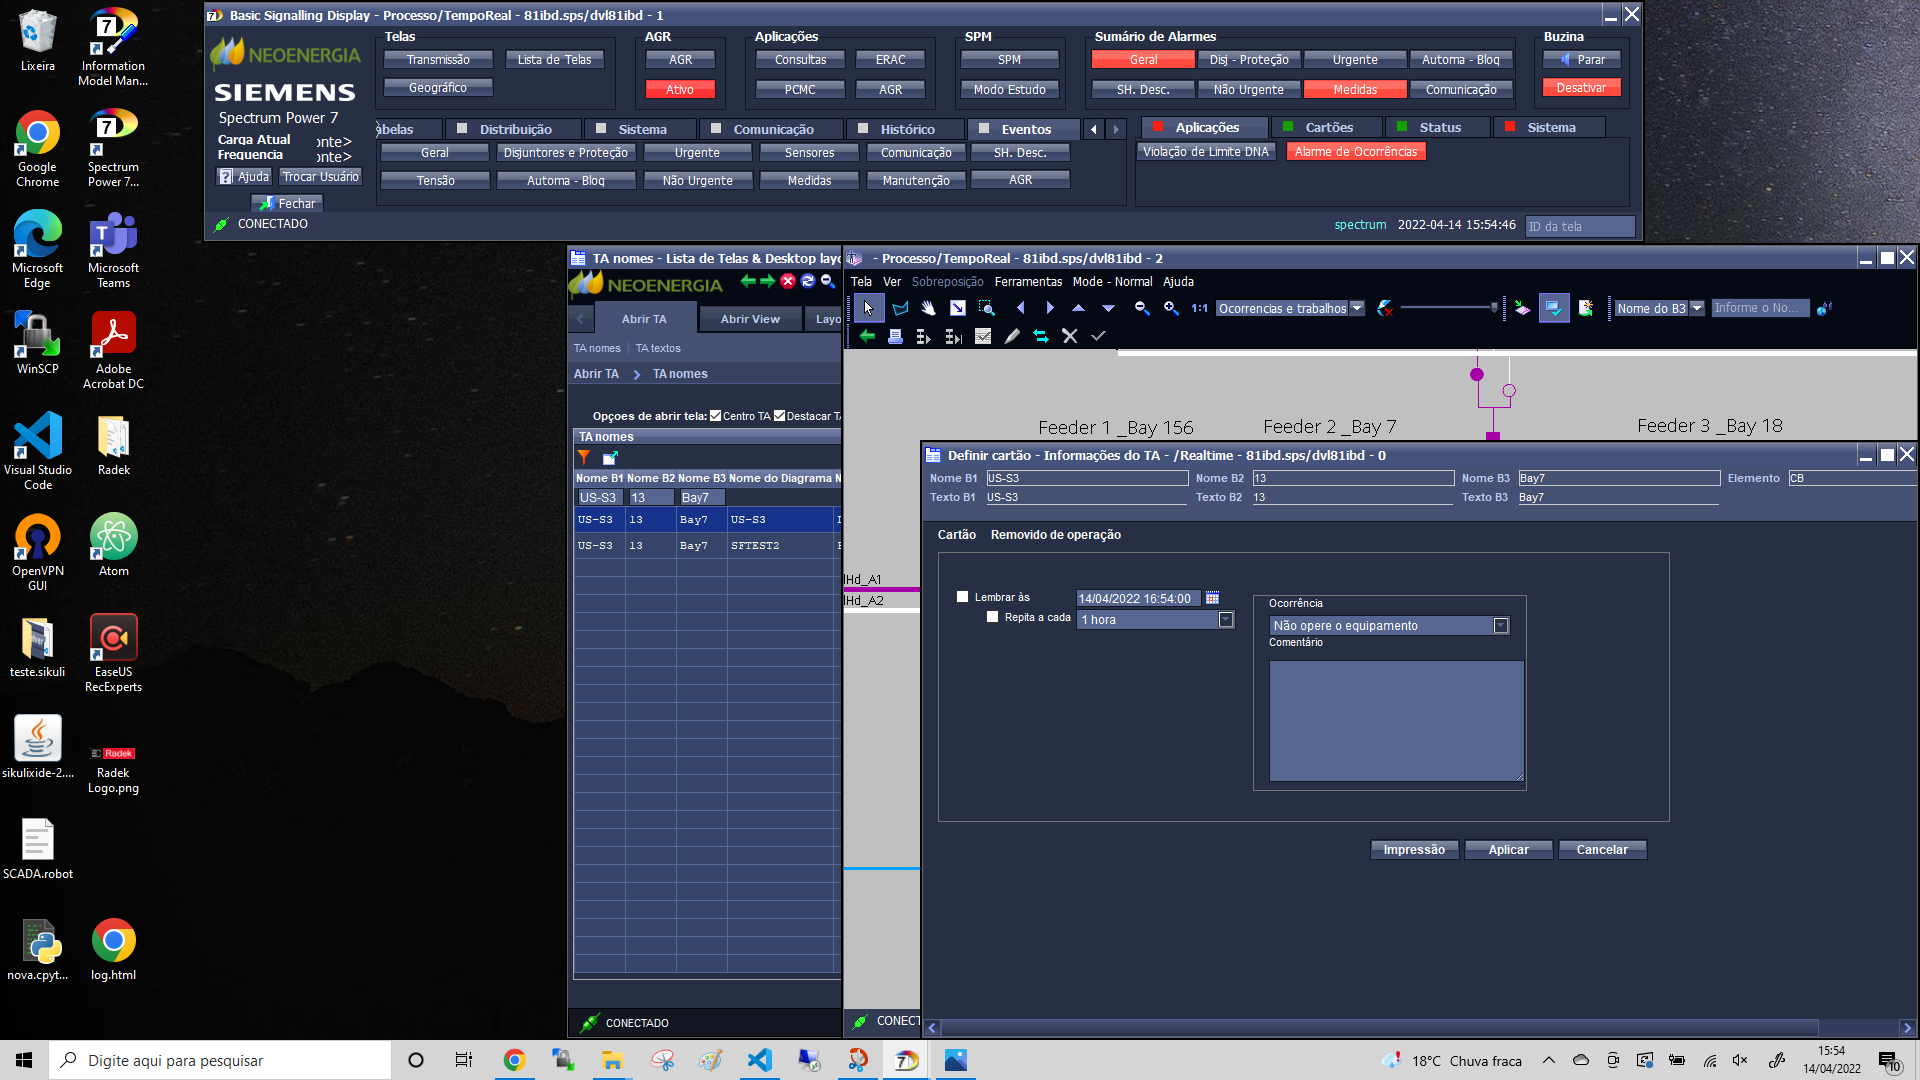 Lixeira
Information Model Man...
Google Chrome
Spectrum Power 7...
Microsoft Edge
Microsoft Teams
WinSCP
Adobe Acrobat DC
Visual Studio Code
Radek
OpenVPN GUI
Atom
teste.sikuli
EaseUS RecExperts
sikulixide-2....
Radek
Radek Logo.png
SCADA.robot
nova.cpyt...
log.html
Basic Signalling Display - Processo/TempoReal - 81ibd.sps/dvl81ibd - 1
NEOENERGIA
SIEMENS
Spectrum Power 7
Carga Atual onte>
Frequencia onte>
Ajuda Trocar Usuário
Fechar
CONECTADO
Telas
Transmissão Lista de Telas
Geográfico
AGR
AGR
Ativo
Aplicações
Consultas ERAC
PCMC AGR
SPM
SPM
Modo Estudo
Sumário de Alarmes
Geral Disj - Proteção Urgente Automa - Bloq
SH. Desc. Não Urgente Medidas Comunicação
Buzina
Parar
Desativar
abelas Distribuição Sistema Comunicação Histórico Eventos
Geral Disjuntores e Proteção Urgente Sensores Comunicação SH. Desc.
Tensão Automa - Bloq Não Urgente Medidas Manutenção AGR
Aplicações Cartões Status Sistema
Violação de Limite DNA Alarme de Ocorrências
spectrum 2022-04-14 15:54:46 ID da tela
TA nomes - Lista de Telas & Desktop layo
NEOENERGIA
Abrir TA Abrir View Layo
TA nomes TA textos
Abrir TA TA nomes
Opçoes de abrir tela: Centro TA Destacar TA
TA nomes
Nome B1 Nome B2 Nome B3 Nome do Diagrama N
US-S3 13 Bay7
US-S3 13 Bay7 US-S3
US-S3 13 Bay7 SFTEST2
CONECTADO
- Processo/TempoReal - 81ibd.sps/dvl81ibd - 2
Tela Ver Sobreposição Ferramentas Mode - Normal Ajuda
1:1 Ocorrencias e trabalhos Nome do B3 Informe o No...
Feeder 1 _Bay 156 Feeder 2 _Bay 7 Feeder 3 _Bay 18
lHd_A1
lHd_A2
CONECT
Definir cartão - Informações do TA - /Realtime - 81ibd.sps/dvl81ibd - 0
Nome B1 US-S3 Nome B2 13 Nome B3 Bay7 Elemento CB
Texto B1 US-S3 Texto B2 13 Texto B3 Bay7
Cartão Removido de operação
Lembrar às 14/04/2022 16:54:00
Repita a cada 1 hora
Ocorrência
Não opere o equipamento
Comentário
Impressão Aplicar Cancelar
Digite aqui para pesquisar
18°C Chuva fraca
15:54
14/04/2022
10